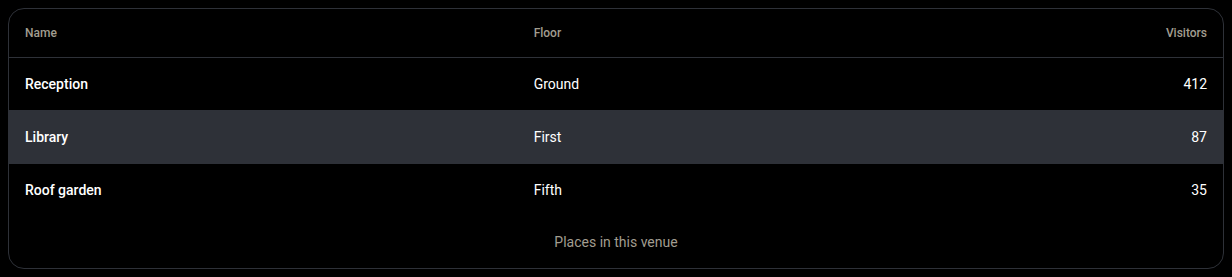 Name Floor Visitors
Reception Ground 412
Library First 87
Roof garden Fifth 35
Places in this venue